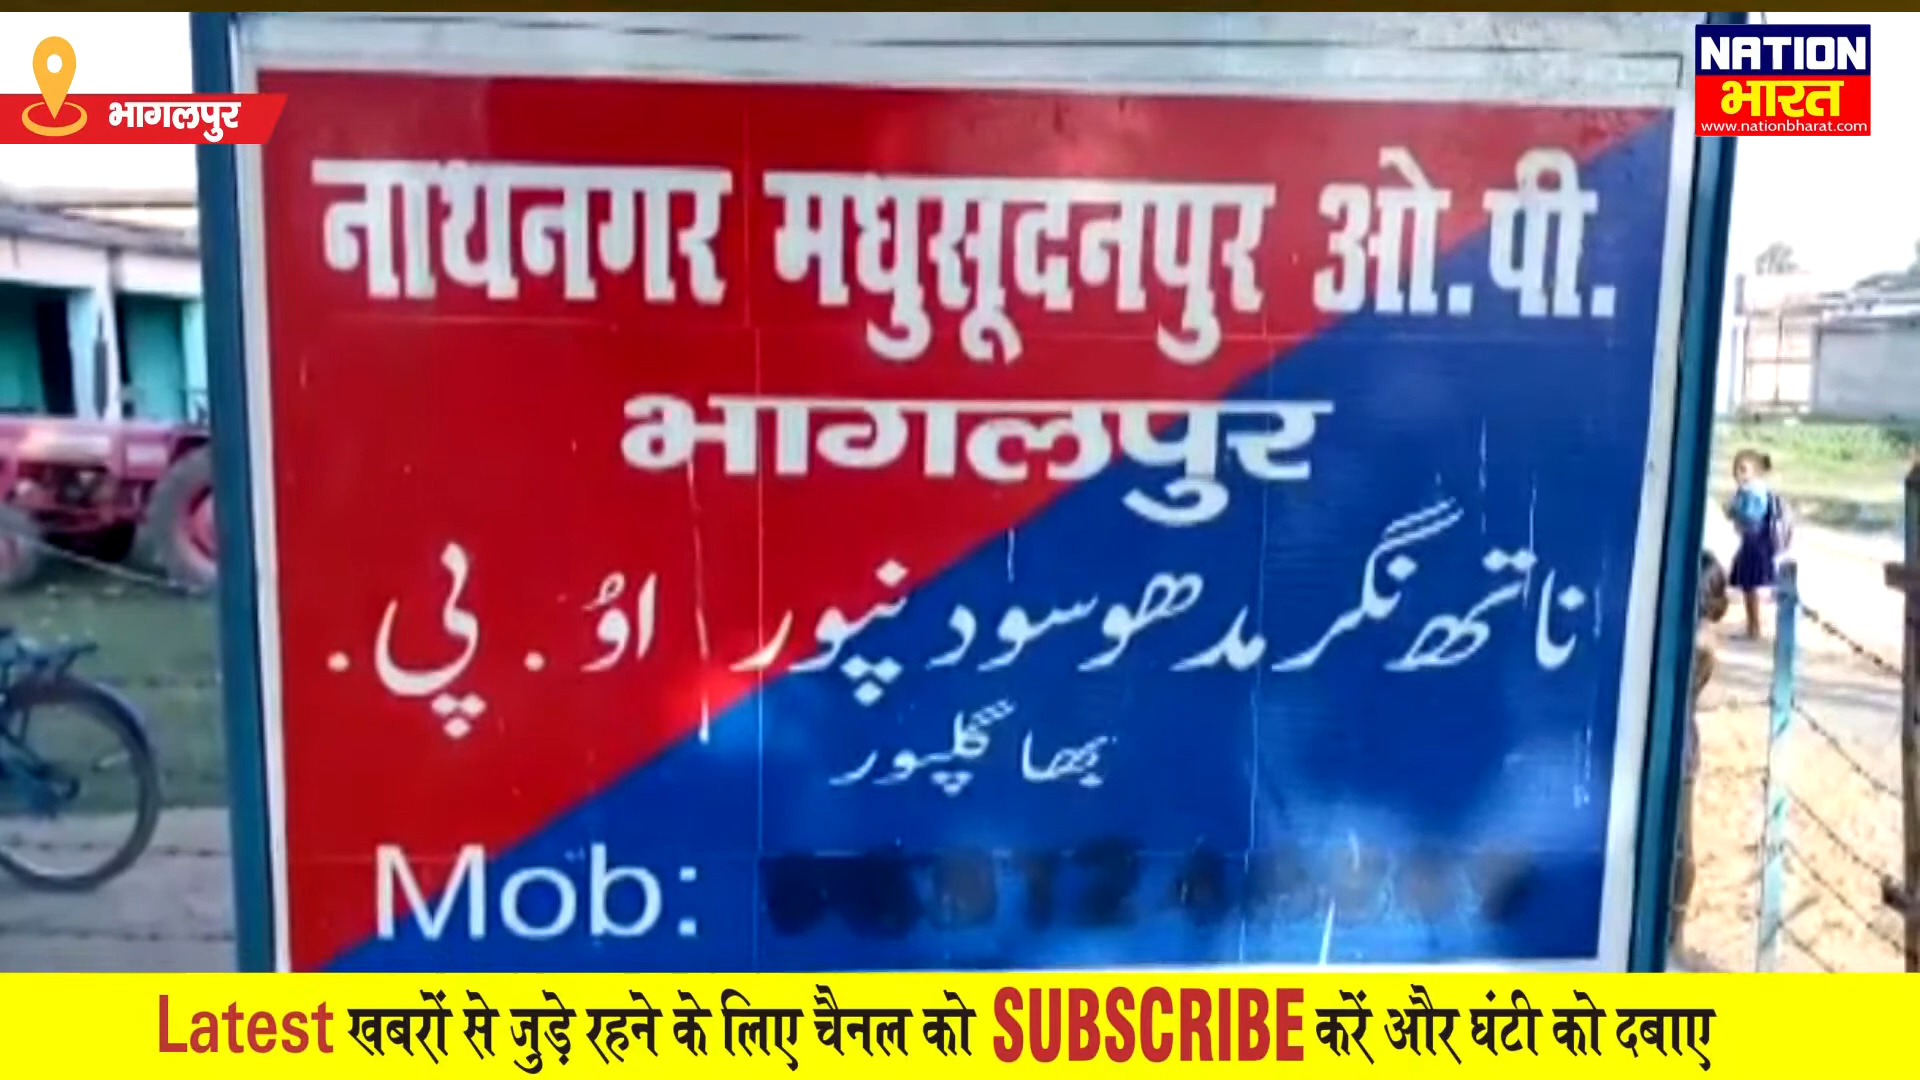 भागलपुर
NATION
भारत
www.nationbharat.com
नाथनगर मधुसूदनपुर ओ.पी.
भागलपुर
ناتھ نگر مدھوسودنپور اوُ . پی .
بھاگلپور
Mob:
Latest खबरों से जुड़े रहने के लिए चैनल को SUBSCRIBE करें और घंटी को दबाए